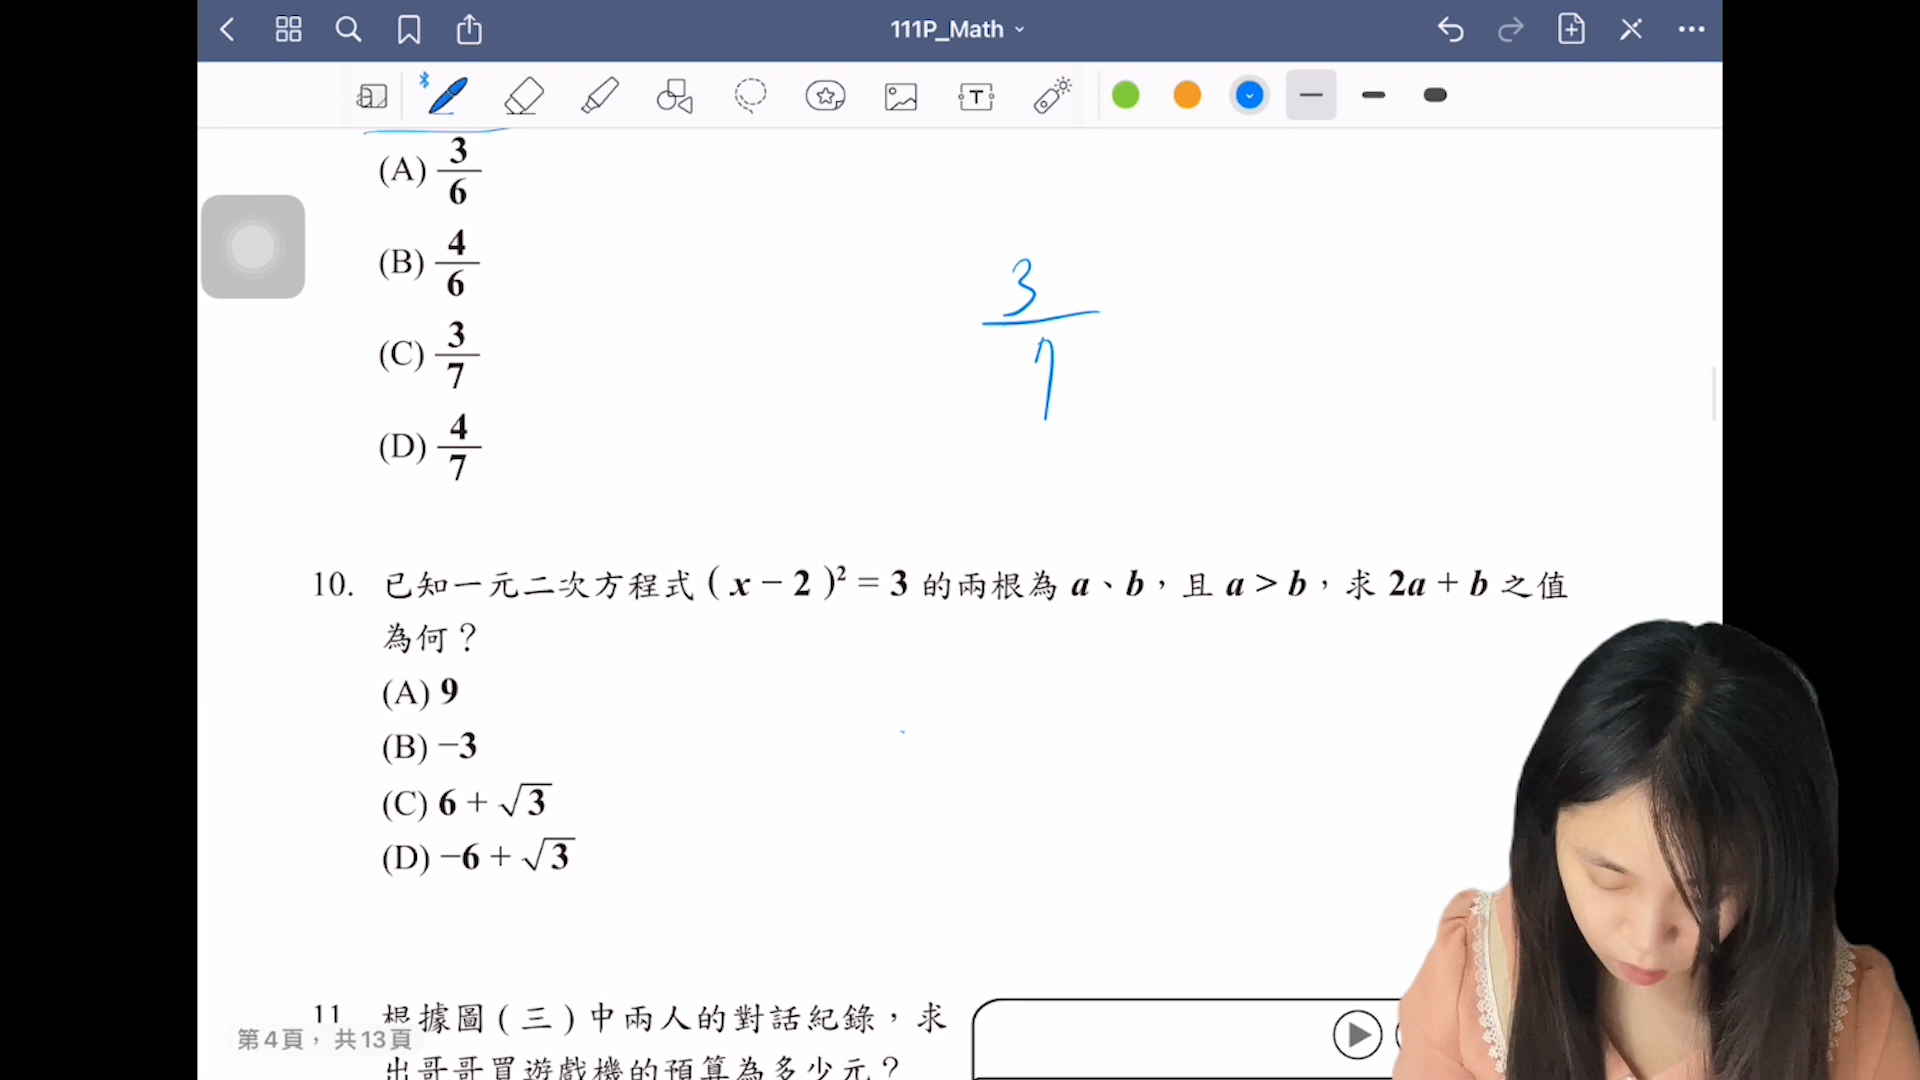 111P_Math
(A) 3/6
(B) 4/6
(C) 3/7
(D) 4/7
3/7
10. 已知一元二次方程式 ( x − 2 )² = 3 的兩根為 a、b,且 a > b,求 2a + b 之值
為何?
(A) 9
(B) −3
(C) 6 + √3
(D) −6 + √3
11 根據圖(三)中兩人的對話紀錄,求
出哥哥買遊戲機的預算為多少元?
第4頁,共13頁